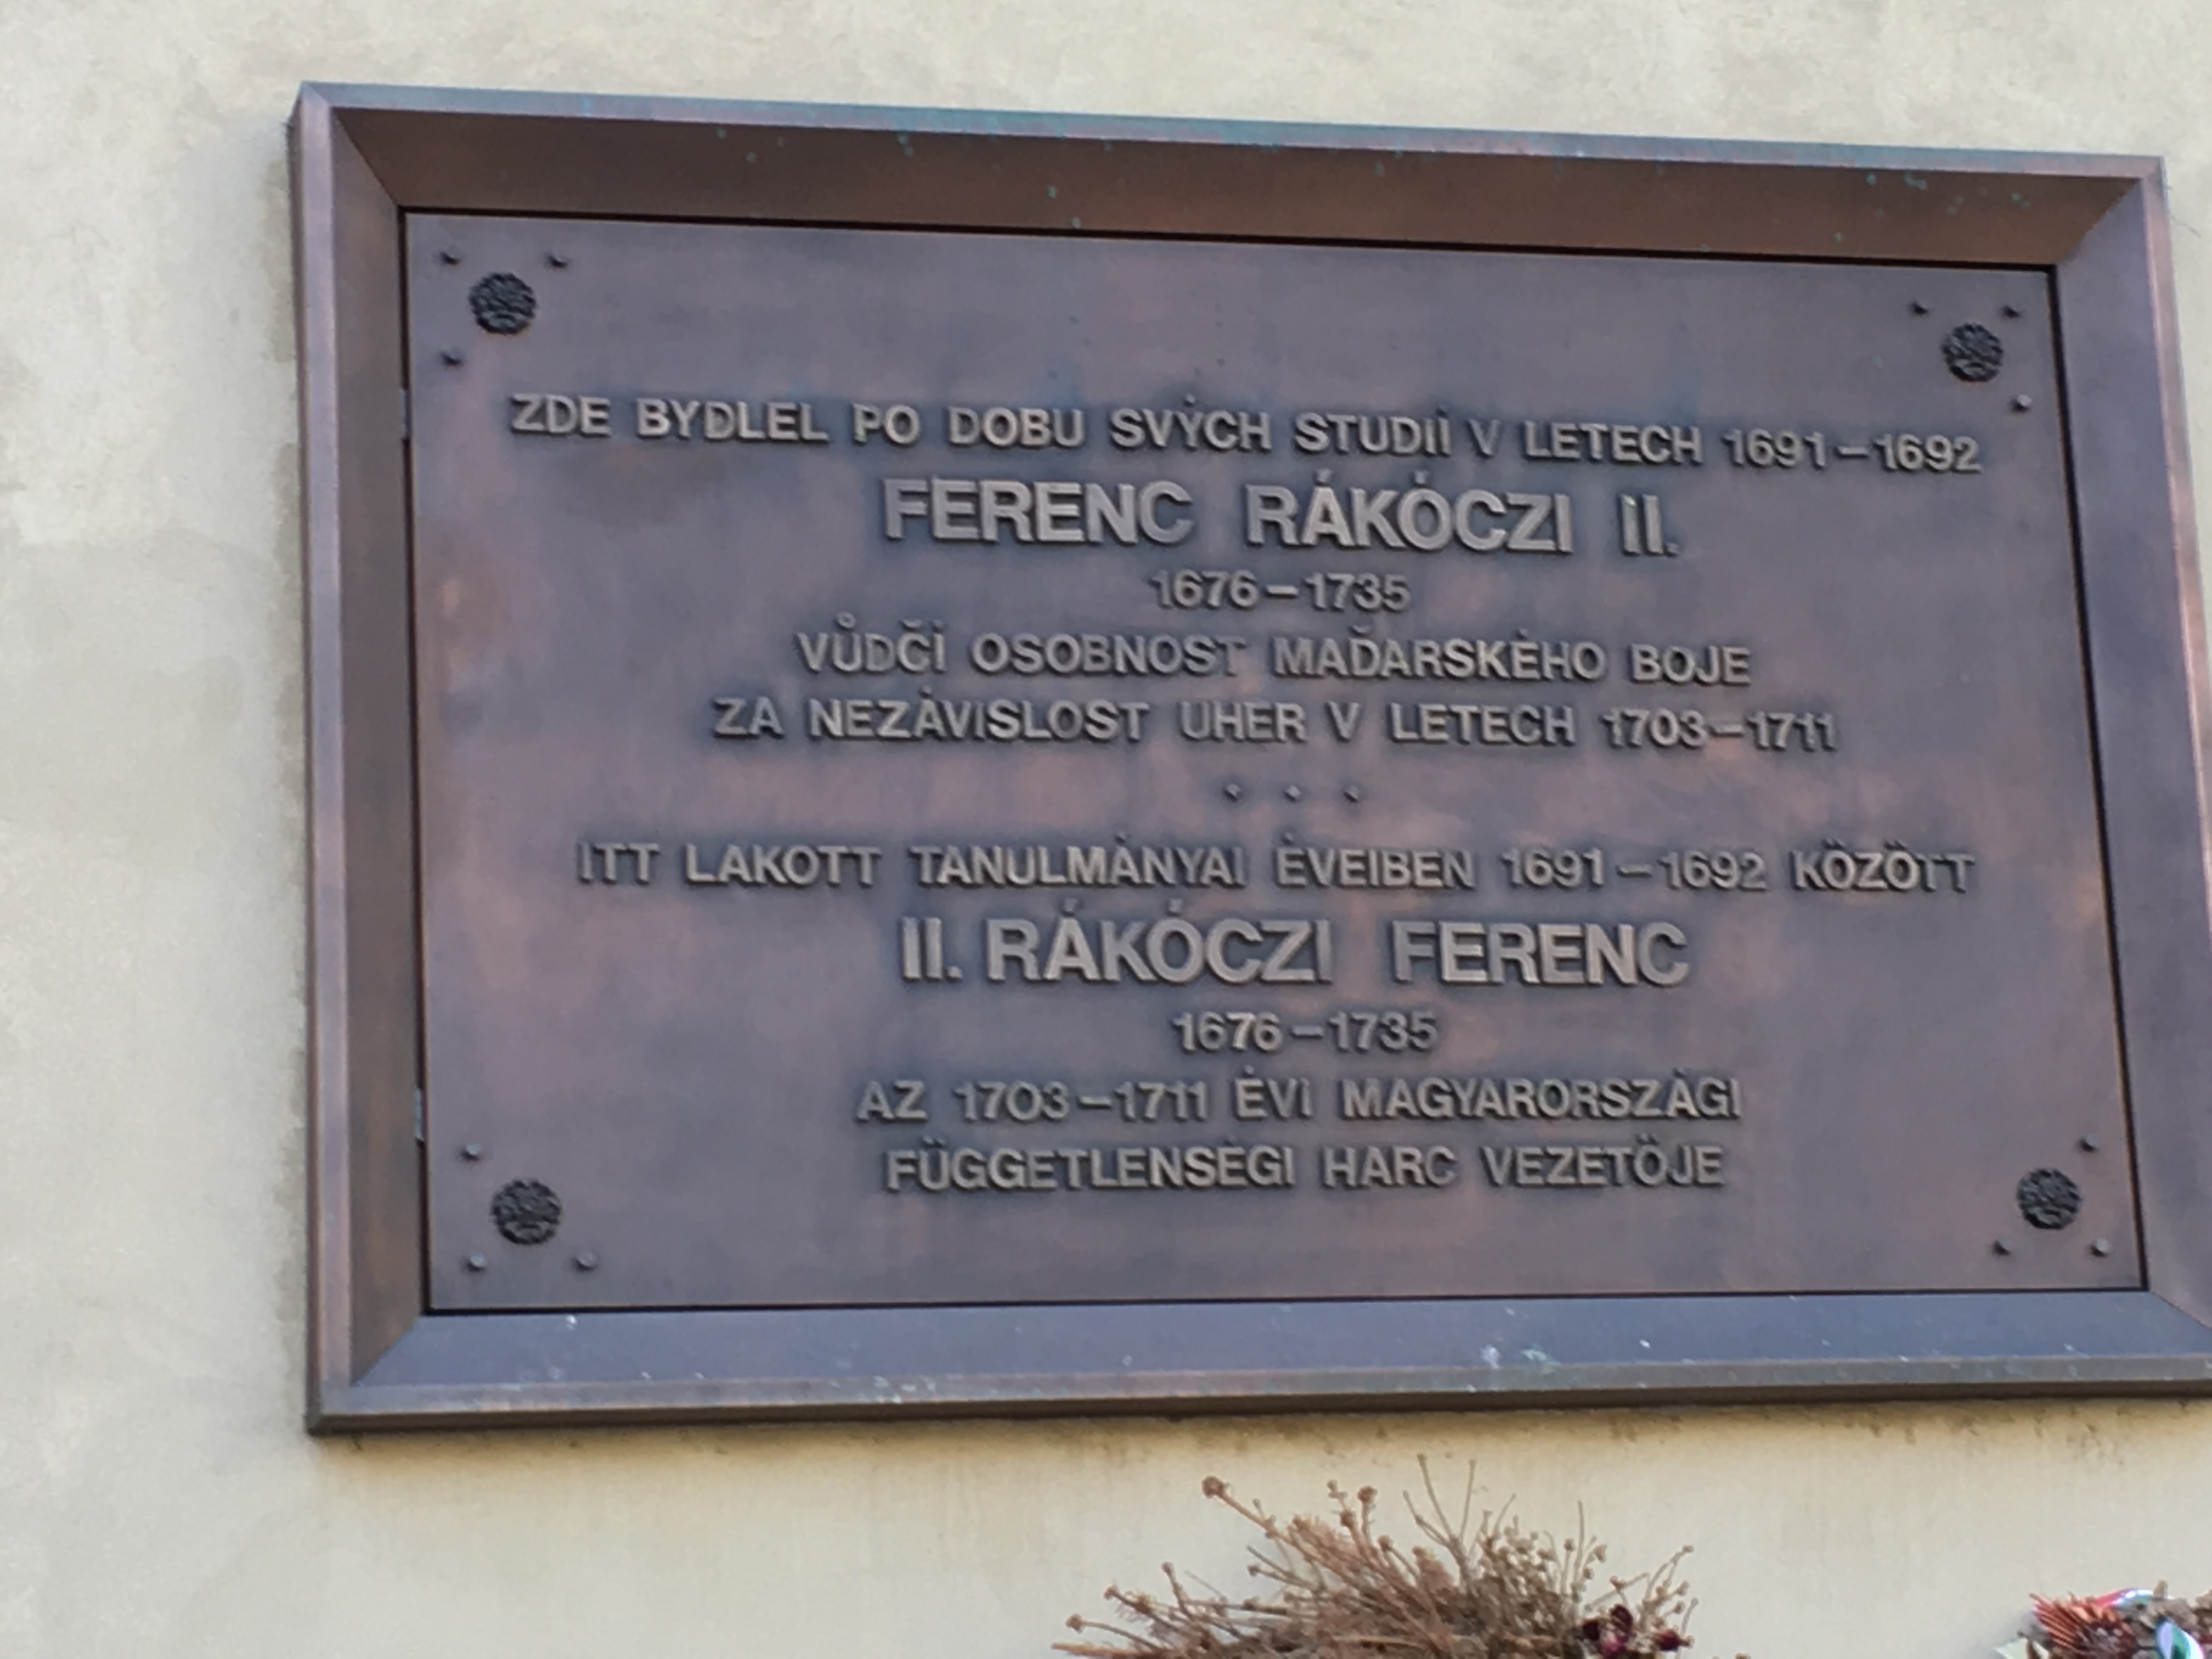 ZDE BYDLEL PO DOBU SVÝCH STUDIÍ V LETECH 1691–1692
FERENC RÁKÓCZI II.
1676–1735
VŮDČÍ OSOBNOST MAĎARSKÉHO BOJE
ZA NEZÁVISLOST UHER V LETECH 1703–1711
ITT LAKOTT TANULMÁNYAI ÉVEIBEN 1691–1692 KÖZÖTT
II. RÁKÓCZI FERENC
1676–1735
AZ 1703–1711 ÉVI MAGYARORSZÁGI
FÜGGETLENSÉGI HARC VEZETŐJE